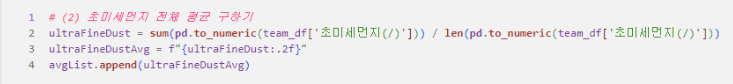 1 # (2) 초미세먼지 전체 평균 구하기
2 ultraFineDust = sum(pd.to_numeric(team_df['초미세먼지(/)'])) / len(pd.to_numeric(team_df['초미세먼지(/)']))
3 ultraFineDustAvg = f"{ultraFineDust:.2f}"
4 avgList.append(ultraFineDustAvg)